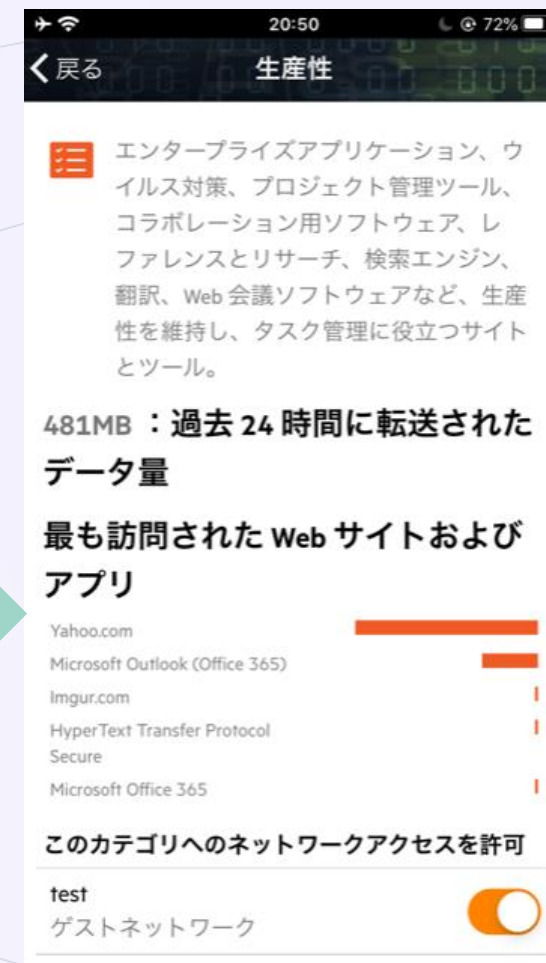 20:50
72%
戻る
生産性
エンタープライズアプリケーション、ウ
イルス対策、プロジェクト管理ツール、
コラボレーション用ソフトウェア、レ
ファレンスとリサーチ、検索エンジン、
翻訳、Web 会議ソフトウェアなど、生産
性を維持し、タスク管理に役立つサイト
とツール。
481MB ：過去 24 時間に転送された
データ量
最も訪問された Web サイトおよび
アプリ
Yahoo.com
Microsoft Outlook (Office 365)
Imgur.com
HyperText Transfer Protocol
Secure
Microsoft Office 365
このカテゴリへのネットワークアクセスを許可
test
ゲストネットワーク